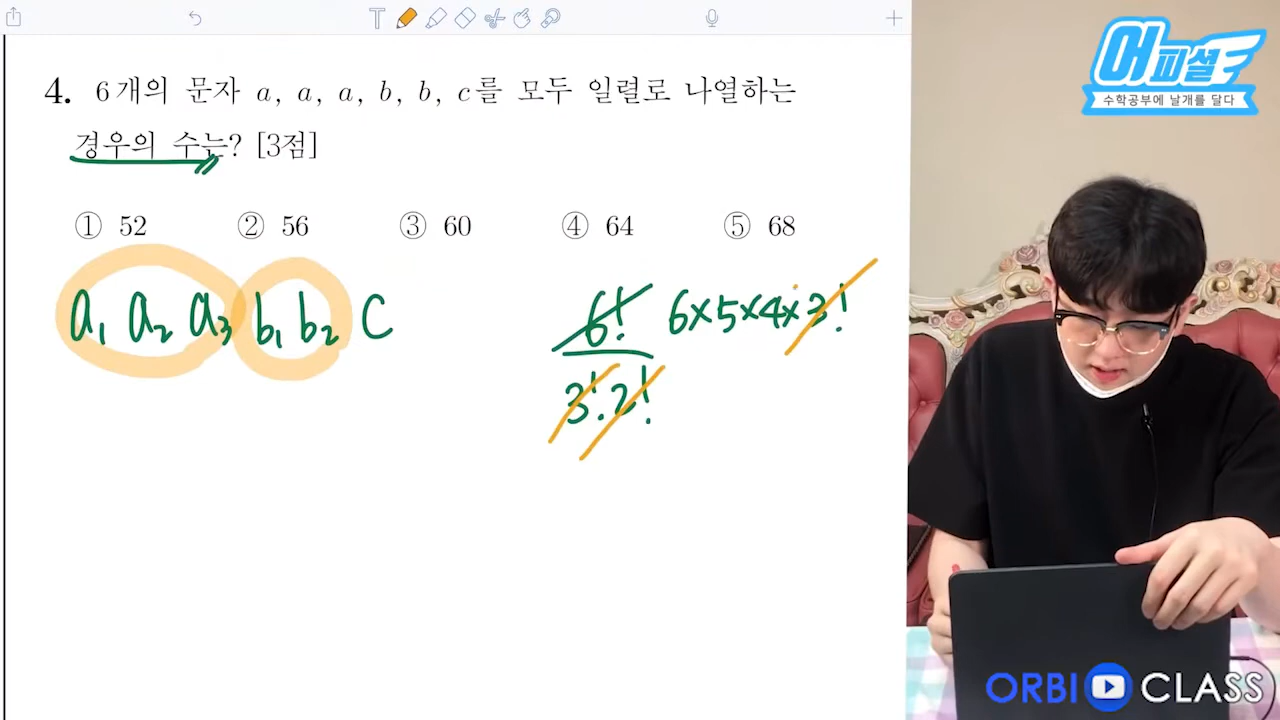 어피셜
수학공부에 날개를 달다
4. 6개의 문자 a, a, a, b, b, c를 모두 일렬로 나열하는
경우의 수는? [3점]
① 52 ② 56 ③ 60 ④ 64 ⑤ 68
a₁ a₂ a₃ b₁ b₂ c
6!
3!·2!
6×5×4×3!
ORBI CLASS